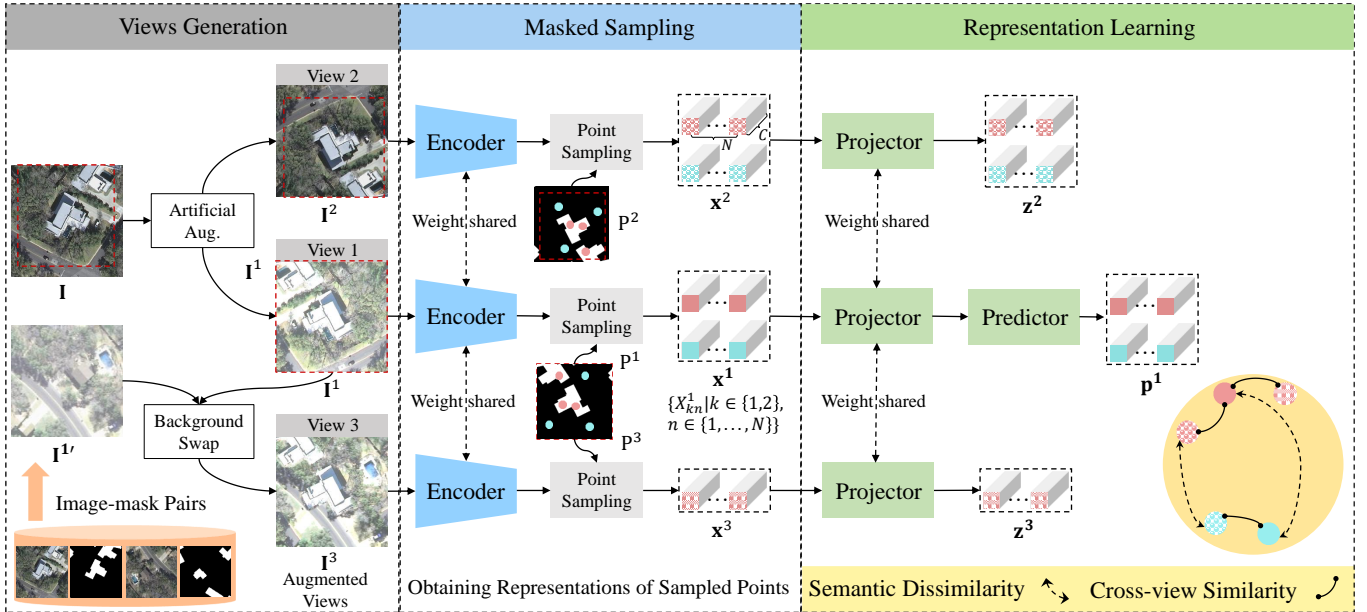 Views Generation
Masked Sampling
Representation Learning
View 2
Encoder
Point
Sampling
N
C
Projector
Artificial
Aug.
I²
I
Weight shared
P²
x²
z²
View 1
I¹
Encoder
Point
Sampling
Projector
Predictor
I¹
P¹
x¹
p¹
{X¹ₖₙ|k ∈ {1,2},
n ∈ {1, … , N}}
Weight shared
Weight shared
Weight shared
Background
Swap
I¹′
View 3
P³
Encoder
Point
Sampling
Projector
Image-mask Pairs
I³
x³
z³
Augmented
Views
Obtaining Representations of Sampled Points
Semantic Dissimilarity
Cross-view Similarity